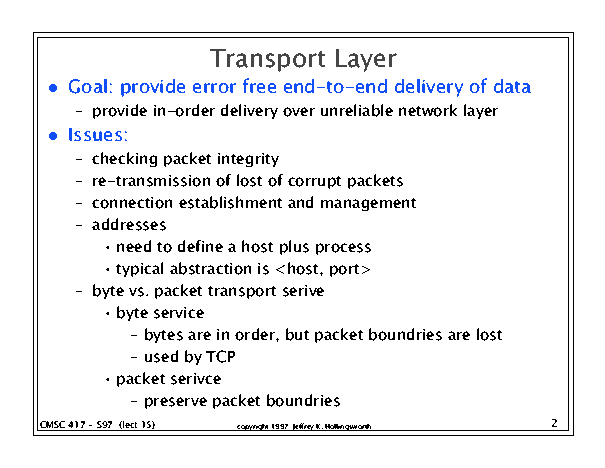 Transport Layer
● Goal: provide error free end-to-end delivery of data
– provide in-order delivery over unreliable network layer
● Issues:
– checking packet integrity
– re-transmission of lost of corrupt packets
– connection establishment and management
– addresses
• need to define a host plus process
• typical abstraction is <host, port>
– byte vs. packet transport serive
• byte service
– bytes are in order, but packet boundries are lost
– used by TCP
• packet serivce
– preserve packet boundries
CMSC 417 - S97 (lect 15)
copyright 1997 Jeffrey K. Hollingsworth
2